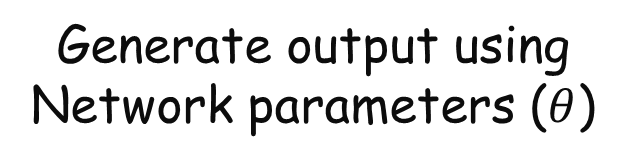 Generate output using
Network parameters (θ)